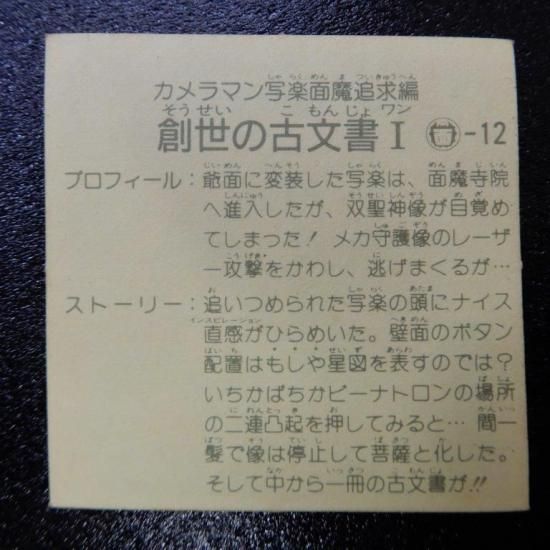 カメラマン写楽面魔追求編
創世の古文書Ⅰ -12
プロフィール：爺面に変装した写楽は、面魔寺院
へ進入したが、双聖神像が目覚め
てしまった！ メカ守護像のレーザ
ー攻撃をかわし、逃げまくるが…
ストーリー：追いつめられた写楽の頭にナイス
直感がひらめいた。壁面のボタン
配置はもしや星図を表すのでは？
いちかばちかピーナトロンの場所
の二連凸起を押してみると… 間一
髪で像は停止して菩薩と化した。
そして中から一冊の古文書が!!